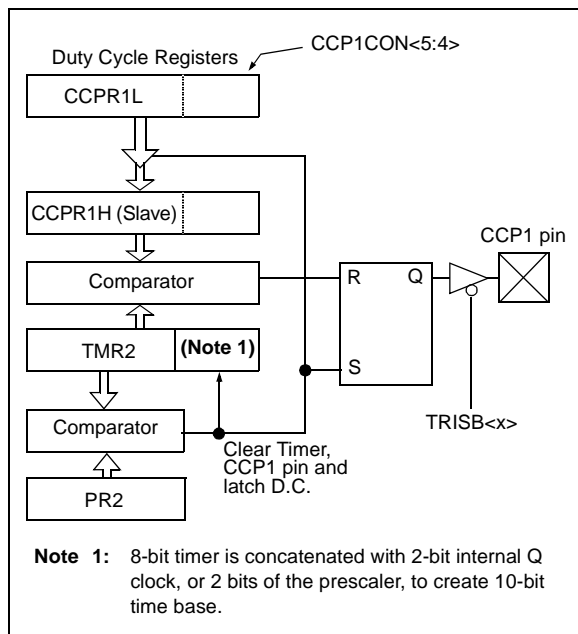 Duty Cycle Registers
CCP1CON<5:4>
CCPR1L
CCPR1H (Slave)
Comparator
TMR2
(Note 1)
Comparator
PR2
R
Q
S
CCP1 pin
TRISB<x>
Clear Timer,
CCP1 pin and
latch D.C.
Note 1: 8-bit timer is concatenated with 2-bit internal Q
clock, or 2 bits of the prescaler, to create 10-bit
time base.